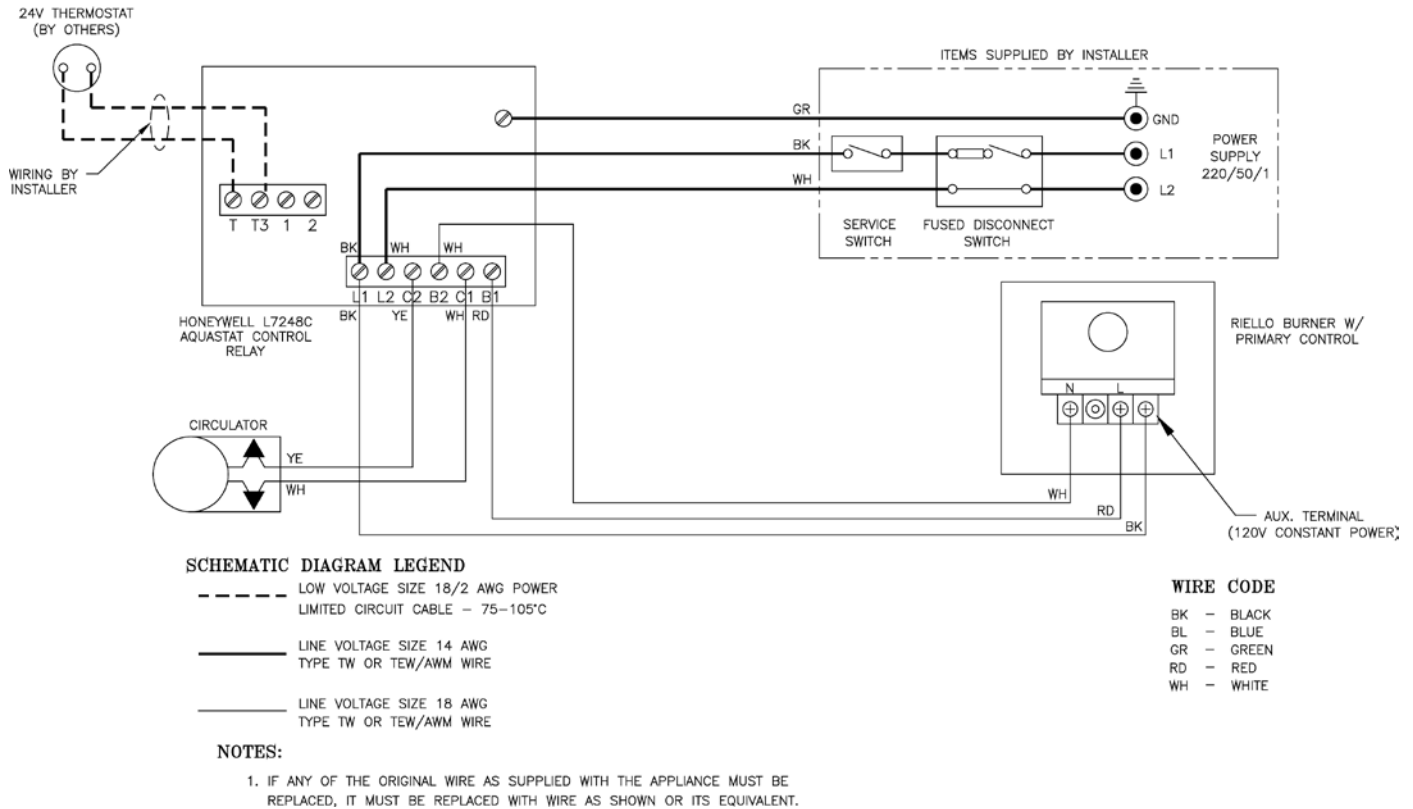 24V THERMOSTAT
(BY OTHERS)
WIRING BY
INSTALLER
T T3 1 2
BK WH WH
L1 L2 C2 B2 C1 B1
BK YE WH RD
HONEYWELL L7248C
AQUASTAT CONTROL
RELAY
ITEMS SUPPLIED BY INSTALLER
GR
BK
WH
GND
L1
L2
POWER
SUPPLY
220/50/1
SERVICE
SWITCH
FUSED DISCONNECT
SWITCH
RIELLO BURNER W/
PRIMARY CONTROL
N L
WH
RD
BK
AUX. TERMINAL
(120V CONSTANT POWER)
CIRCULATOR
YE
WH
SCHEMATIC DIAGRAM LEGEND
LOW VOLTAGE SIZE 18/2 AWG POWER
LIMITED CIRCUIT CABLE - 75-105°C
LINE VOLTAGE SIZE 14 AWG
TYPE TW OR TEW/AWM WIRE
LINE VOLTAGE SIZE 18 AWG
TYPE TW OR TEW/AWM WIRE
WIRE CODE
BK - BLACK
BL - BLUE
GR - GREEN
RD - RED
WH - WHITE
NOTES:
1. IF ANY OF THE ORIGINAL WIRE AS SUPPLIED WITH THE APPLIANCE MUST BE
REPLACED, IT MUST BE REPLACED WITH WIRE AS SHOWN OR ITS EQUIVALENT.